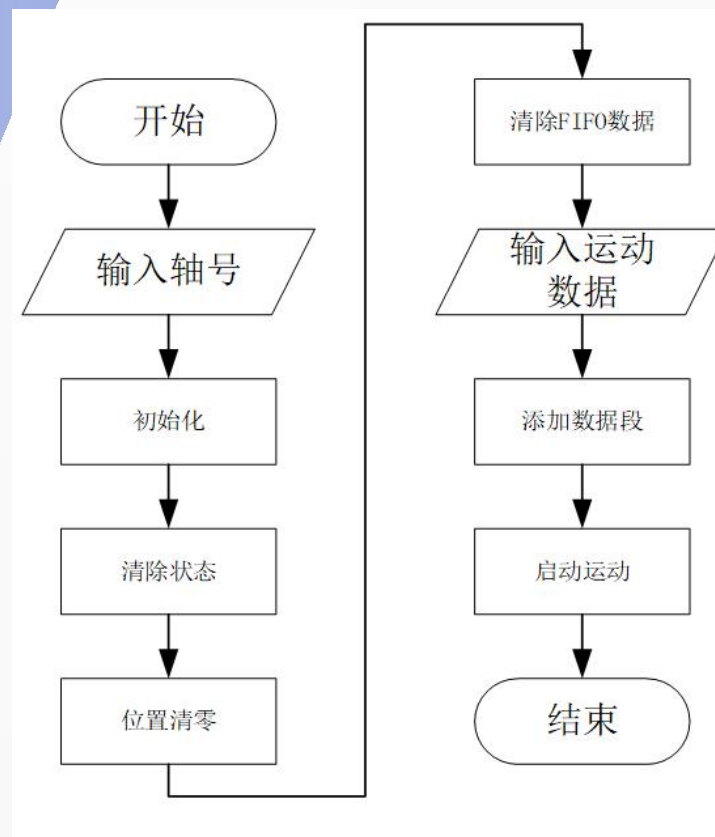 开始
输入轴号
初始化
清除状态
位置清零
清除FIFO数据
输入运动
数据
添加数据段
启动运动
结束